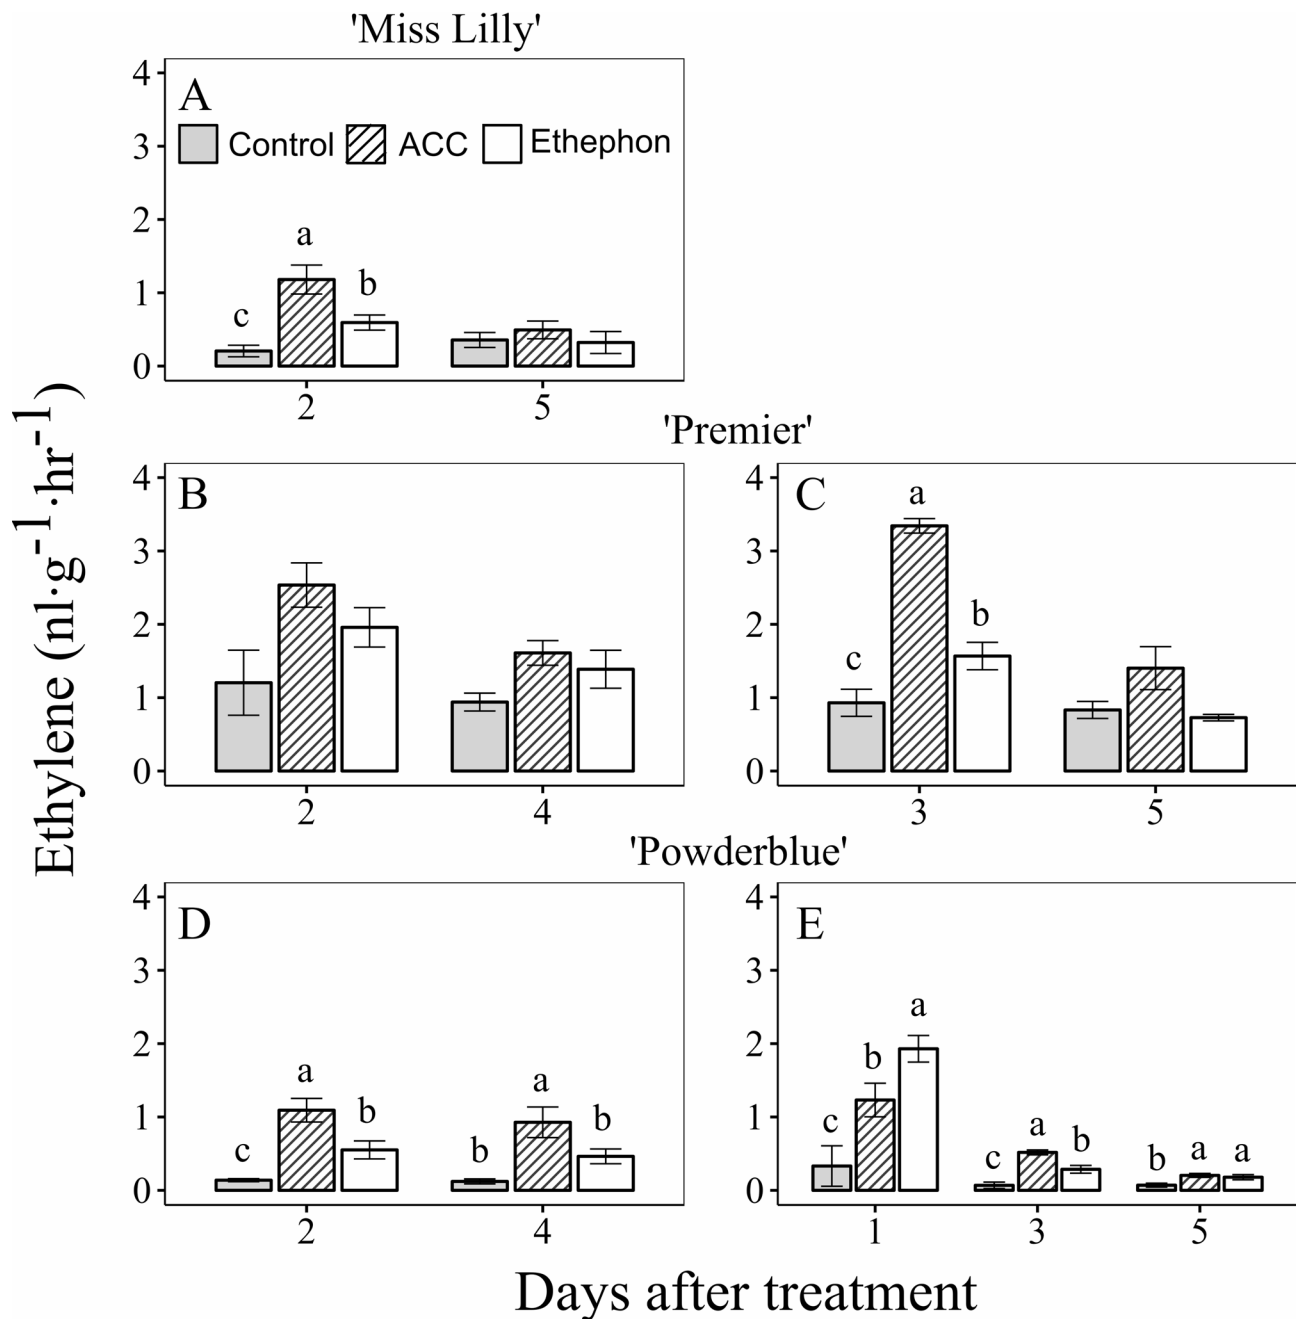 'Miss Lilly'
A
Control ACC Ethephon
4
3
2
1
0
a
b
c
2 5
'Premier'
B
4
3
2
1
0
2 4
C
4
3
2
1
0
a
b
c
3 5
'Powderblue'
D
4
3
2
1
0
c a b b a b
2 4
E
4
3
2
1
0
c b a c a b b a a
1 3 5
Ethylene (nl·g⁻¹·hr⁻¹)
Days after treatment